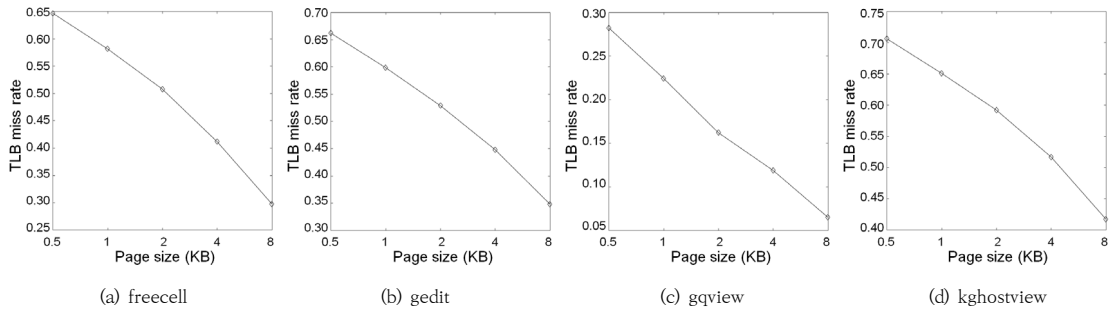 0.65
0.60
0.55
0.50
0.45
0.40
0.35
0.30
0.25
TLB miss rate
0.5 1 2 4 8
Page size (KB)
(a) freecell
0.70
0.65
0.60
0.55
0.50
0.45
0.40
0.35
0.30
TLB miss rate
0.5 1 2 4 8
Page size (KB)
(b) gedit
0.30
0.25
0.20
0.15
0.10
0.05
TLB miss rate
0.5 1 2 4 8
Page size (KB)
(c) gqview
0.70
0.65
0.60
0.55
0.50
0.45
0.40
TLB miss rate
0.5 1 2 4 8
Page size (KB)
(d) kghostview